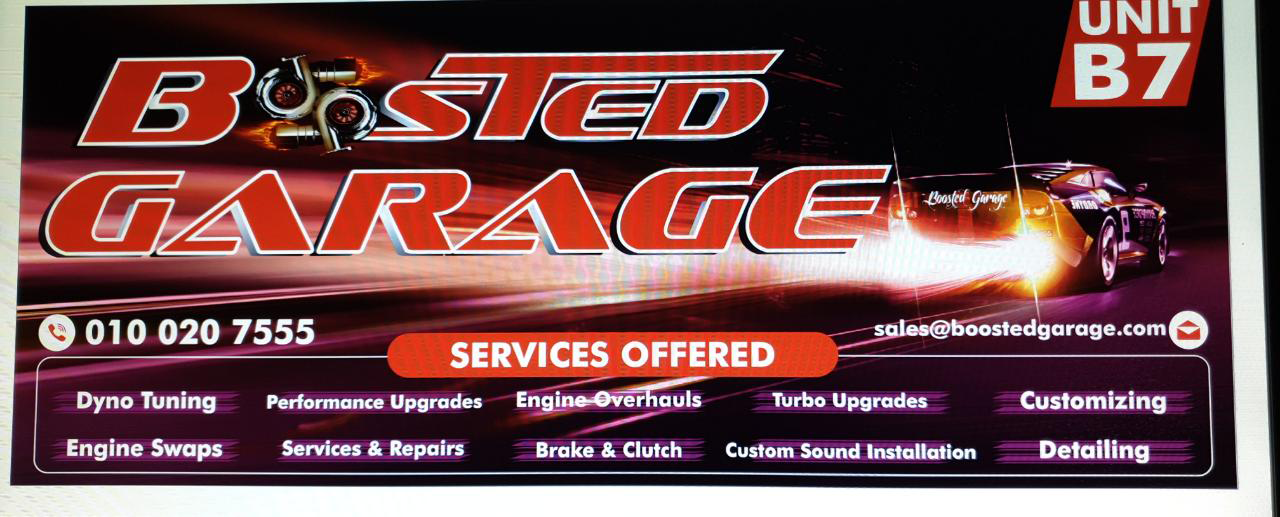 UNIT
B7
BOOSTED
GARAGE
Boosted Garage
010 020 7555
sales@boostedgarage.com
SERVICES OFFERED
Dyno Tuning
Performance Upgrades
Engine Overhauls
Turbo Upgrades
Customizing
Engine Swaps
Services & Repairs
Brake & Clutch
Custom Sound Installation
Detailing